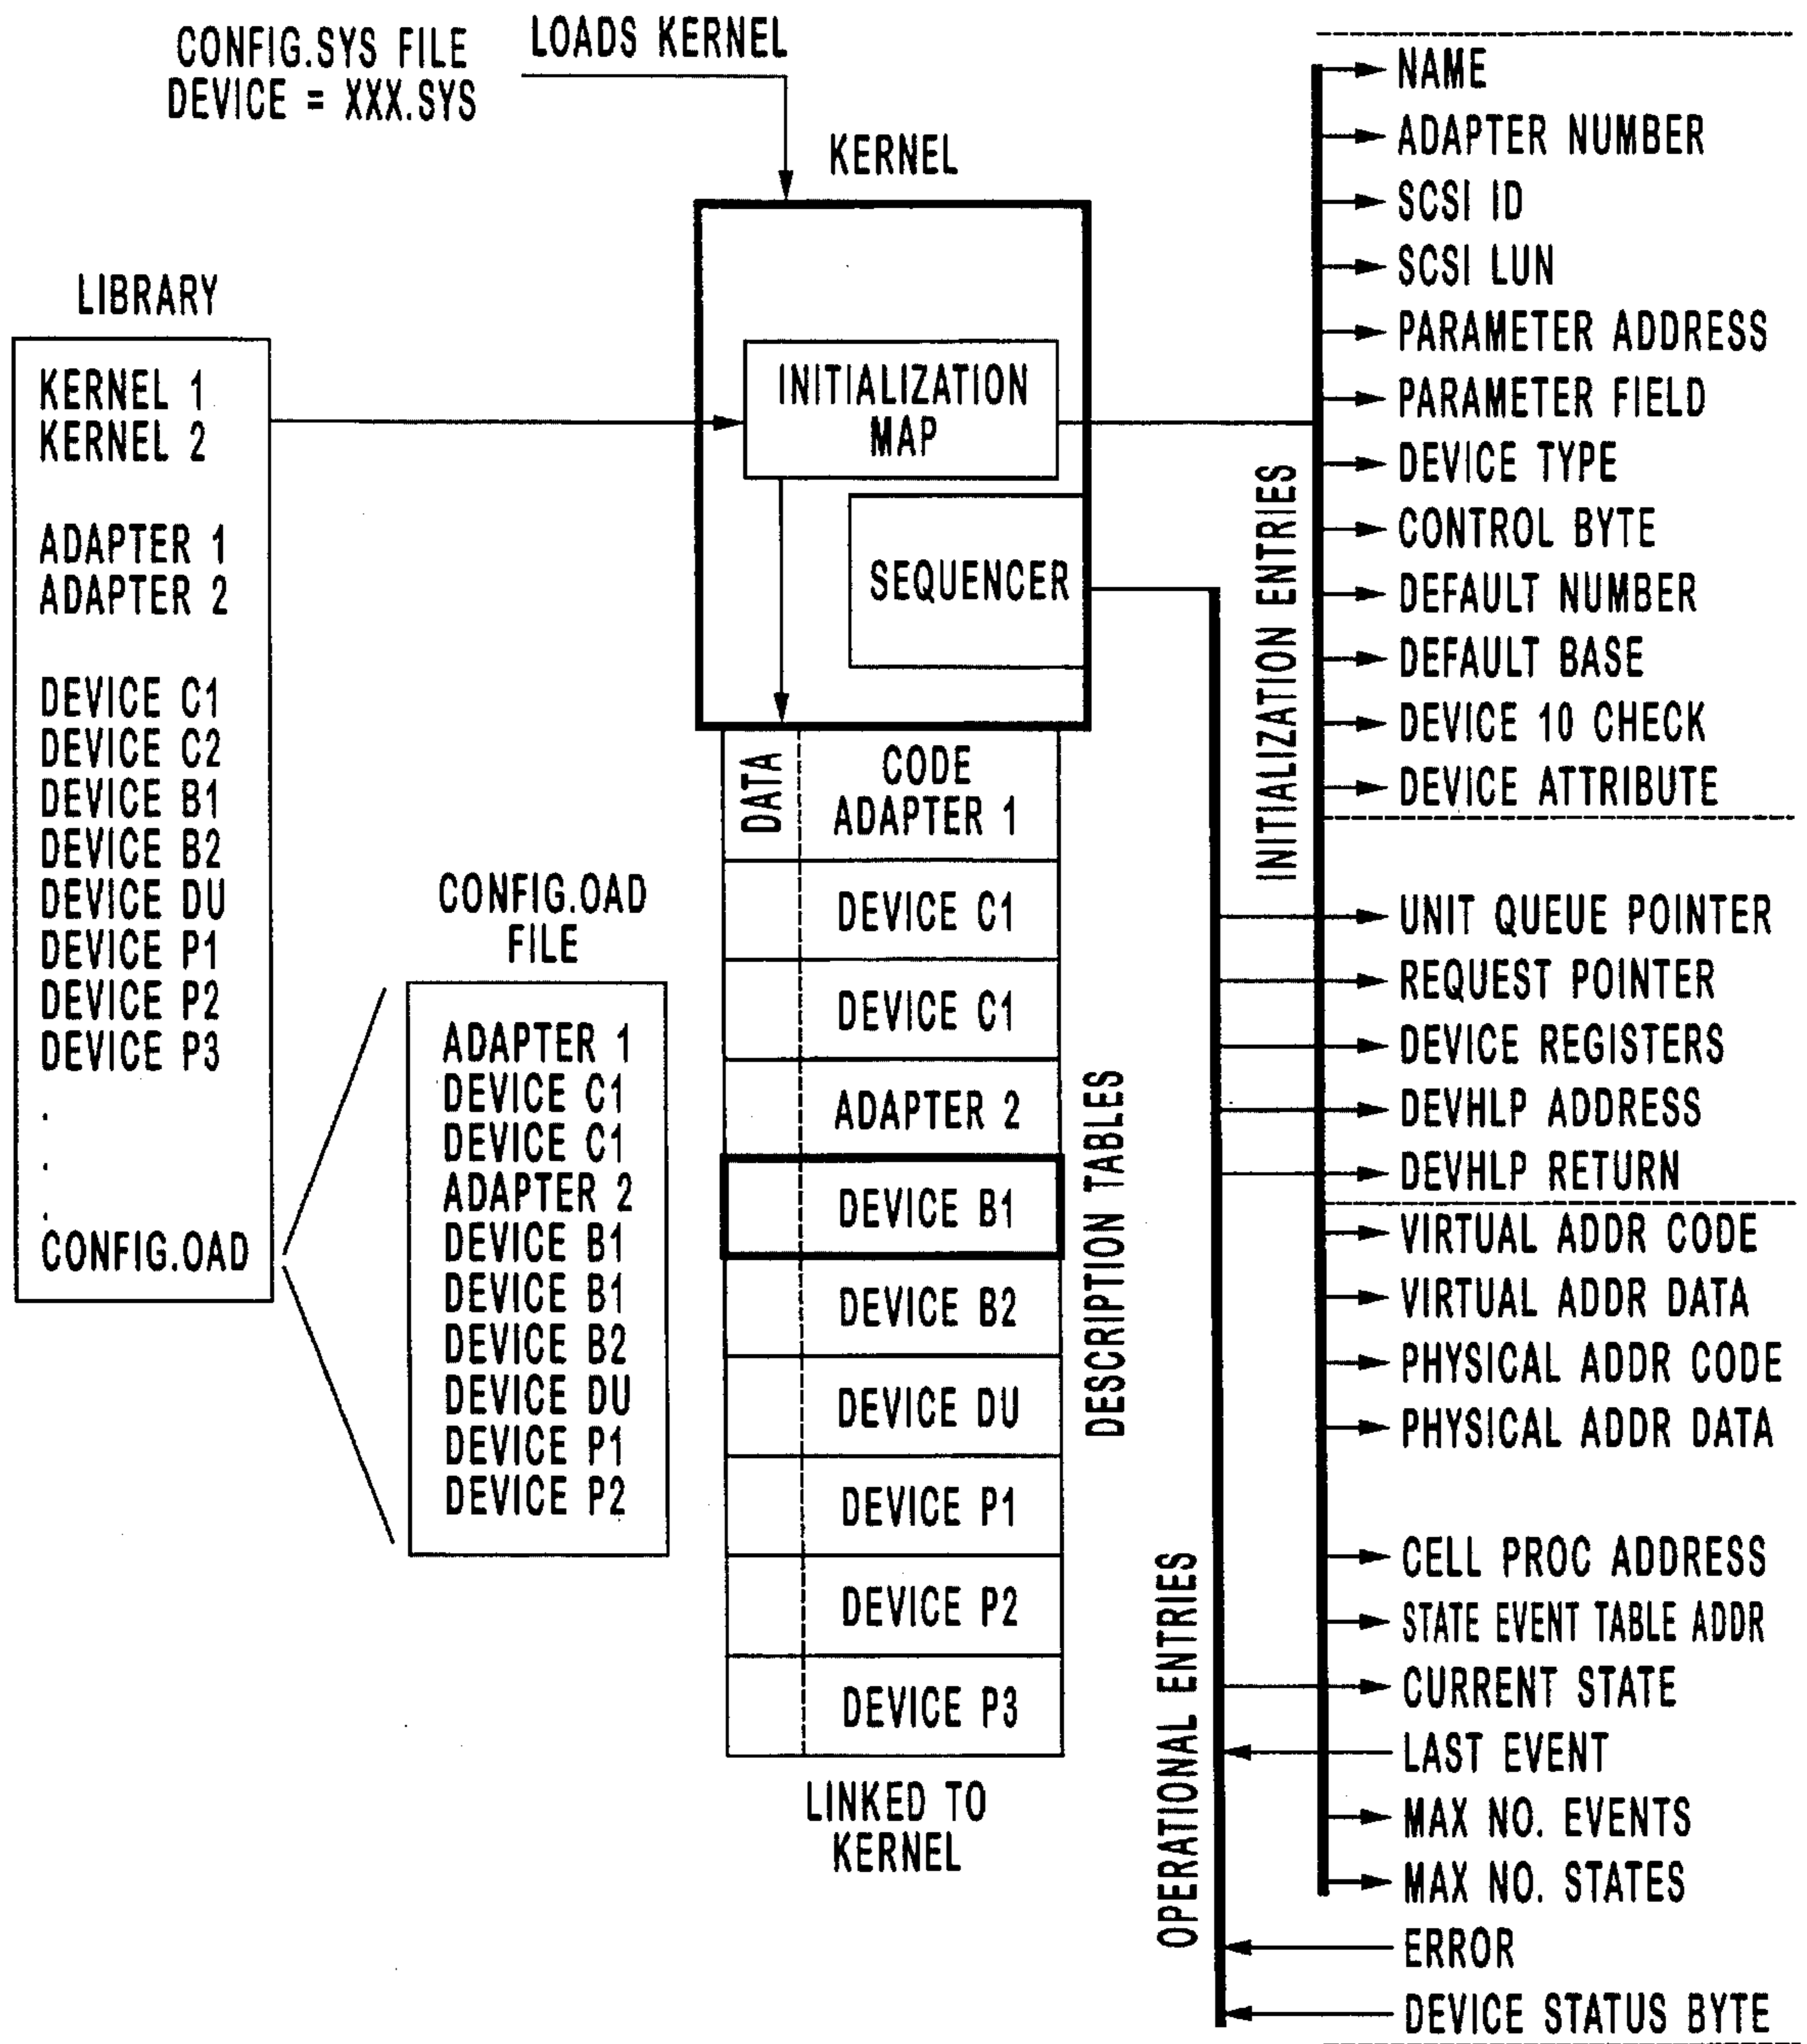 CONFIG.SYS FILE
DEVICE = XXX.SYS
LOADS KERNEL
KERNEL
LIBRARY
KERNEL 1
KERNEL 2
ADAPTER 1
ADAPTER 2
DEVICE C1
DEVICE C2
DEVICE B1
DEVICE B2
DEVICE DU
DEVICE P1
DEVICE P2
DEVICE P3
.
.
.
CONFIG.OAD
CONFIG.OAD
FILE
ADAPTER 1
DEVICE C1
DEVICE C1
ADAPTER 2
DEVICE B1
DEVICE B1
DEVICE B2
DEVICE DU
DEVICE P1
DEVICE P2
INITIALIZATION
MAP
SEQUENCER
DATA
CODE
ADAPTER 1
DEVICE C1
DEVICE C1
ADAPTER 2
DEVICE B1
DEVICE B2
DEVICE DU
DEVICE P1
DEVICE P2
DEVICE P3
LINKED TO
KERNEL
DESCRIPTION TABLES
OPERATIONAL ENTRIES
INITIALIZATION ENTRIES
NAME
ADAPTER NUMBER
SCSI ID
SCSI LUN
PARAMETER ADDRESS
PARAMETER FIELD
DEVICE TYPE
CONTROL BYTE
DEFAULT NUMBER
DEFAULT BASE
DEVICE 10 CHECK
DEVICE ATTRIBUTE
UNIT QUEUE POINTER
REQUEST POINTER
DEVICE REGISTERS
DEVHLP ADDRESS
DEVHLP RETURN
VIRTUAL ADDR CODE
VIRTUAL ADDR DATA
PHYSICAL ADDR CODE
PHYSICAL ADDR DATA
CELL PROC ADDRESS
STATE EVENT TABLE ADDR
CURRENT STATE
LAST EVENT
MAX NO. EVENTS
MAX NO. STATES
ERROR
DEVICE STATUS BYTE